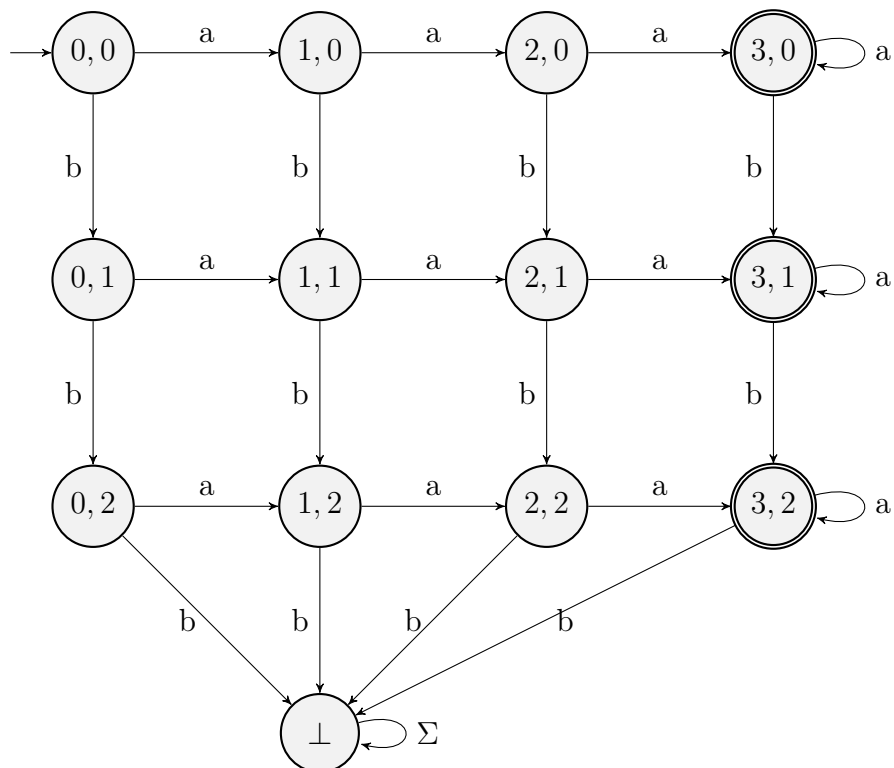 0, 0 a 1, 0 a 2, 0 a 3, 0 a
b b b b
0, 1 a 1, 1 a 2, 1 a 3, 1 a
b b b b
0, 2 a 1, 2 a 2, 2 a 3, 2 a
b b b b
⊥ Σ